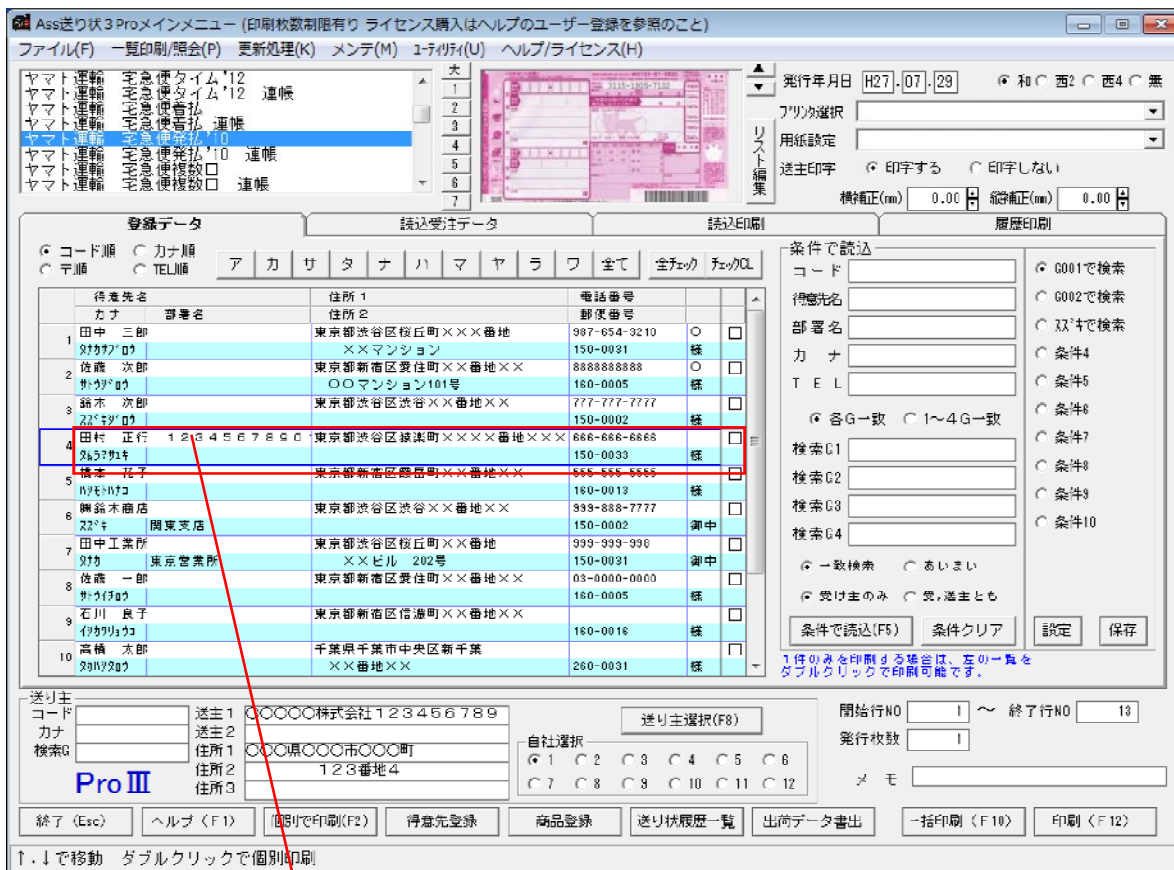 Ass送り状3Proメインメニュー (印刷枚数制限有り ライセンス購入はヘルプのユーザー登録を参照のこと)
ファイル(F) 一覧印刷/照会(P) 更新処理(K) メンテ(M) ユーティリティ(U) ヘルプ/ライセンス(H)
ヤマト運輸 宅急便タイム'12
ヤマト運輸 宅急便タイム'12 連帳
ヤマト運輸 宅急便着払
ヤマト運輸 宅急便着払 連帳
ヤマト運輸 宅急便発払'10
ヤマト運輸 宅急便発払'10 連帳
ヤマト運輸 宅急便複数口
ヤマト運輸 宅急便複数口 連帳
大
1
2
3
4
5
6
7
リスト編集
発行年月日 H27 . 07 . 29 和 西2 西4 無
プリンタ選択
用紙設定
送主印字 印字する 印字しない
横補正(mm) 0.00 縦補正(mm) 0.00
登録データ 読込受注データ 読込印刷 履歴印刷
コード順 カナ順
〒順 TEL順
ア カ サ タ ナ ハ マ ヤ ラ ワ 全て 全チェック チェックCL
得意先名 住所1 電話番号
カナ 部署名 住所2 郵便番号
1 田中 三郎 東京都渋谷区桜丘町×××番地 987-654-3210 ○
タナカサブロウ ××マンション 150-0031 様
2 佐藤 次郎 東京都新宿区愛住町××番地×× 8888888888 ○
サトウジロウ ○○マンション101号 160-0005 様
3 鈴木 次郎 東京都渋谷区渋谷××番地×× 777-777-7777
スズキジロウ 150-0002 様
4 田村 正行 1234567890 東京都渋谷区猿楽町××××番地××× 666-666-6666
タムラマサユキ 150-0033 様
5 橋本 花子 東京都新宿区霞岳町××番地×× 555-555-5555
ハシモトハナコ 160-0013 様
6 ㈱鈴木商店 東京都渋谷区渋谷××番地×× 999-888-7777
スズキ 関東支店 150-0002 御中
7 田中工業所 東京都渋谷区桜丘町××番地 999-999-998
タナカ 東京営業所 ××ビル 202号 150-0031 御中
8 佐藤 一郎 東京都新宿区愛住町××番地×× 03-0000-0000
サトウイチロウ 160-0005 様
9 石川 良子 東京都新宿区信濃町××番地××
イシカワリョウコ 160-0016 様
10 高橋 太郎 千葉県千葉市中央区新千葉
タカハシタロウ ××番地×× 260-0031 様
条件で読込
コード
得意先名
部署名
カナ
TEL
各G一致 1～4G一致
検索G1
検索G2
検索G3
検索G4
一致検索 あいまい
受け主のみ 受,送主とも
条件で読込(F5) 条件クリア 設定 保存
G001で検索
G002で検索
スズキで検索
条件4
条件5
条件6
条件7
条件8
条件9
条件10
1件のみを印刷する場合は、左の一覧を
ダブルクリックで印刷可能です。
送り主
コード
カナ
検索G
ProⅢ
送主1 ○○○○○株式会社123456789
送主2
住所1 ○○○県○○○市○○○町
住所2 123番地4
住所3
送り主選択(F8)
自社選択
1 2 3 4 5 6
7 8 9 10 11 12
開始行NO 1 ～ 終了行NO 13
発行枚数 1
メモ
終了(Esc) ヘルプ(F1) 個別で印刷(F2) 得意先登録 商品登録 送り状履歴一覧 出荷データ書出 一括印刷(F10) 印刷(F12)
↑.↓で移動 ダブルクリックで個別印刷